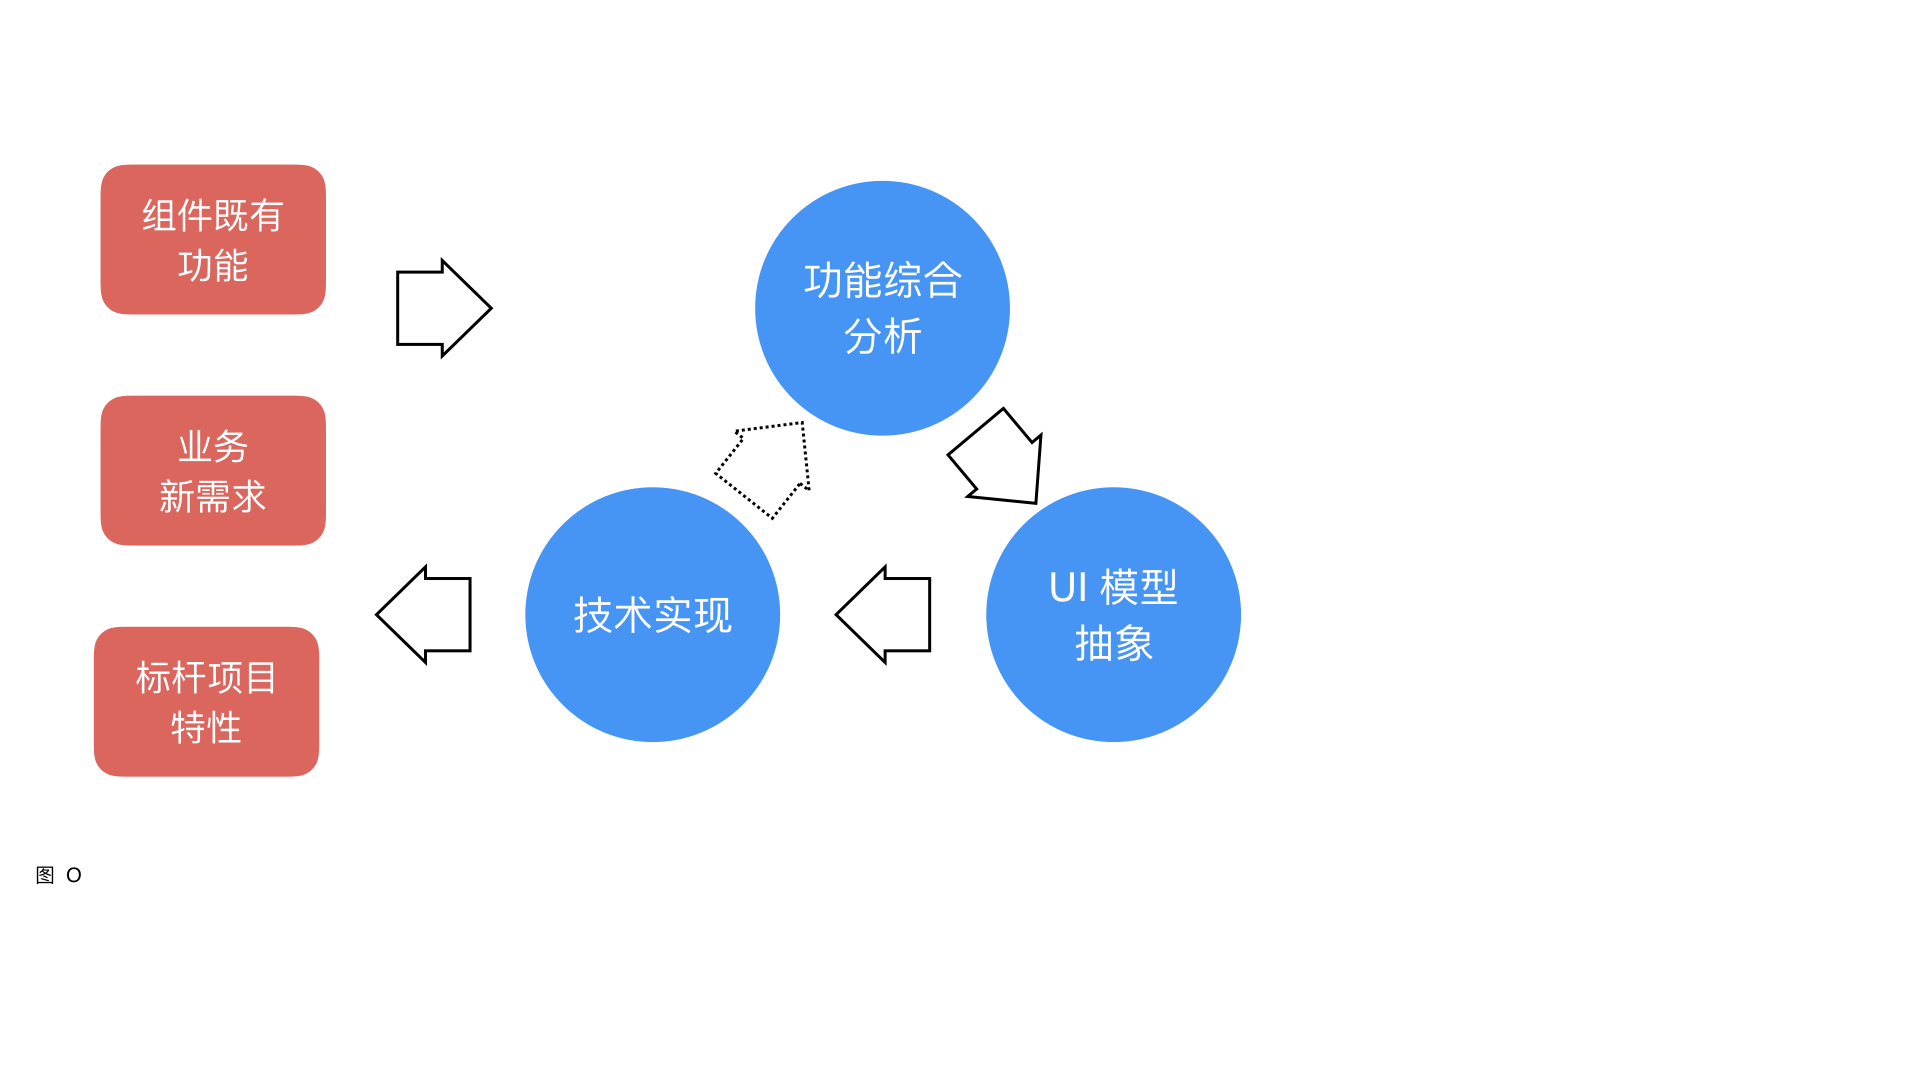 组件既有
功能
业务
新需求
标杆项目
特性
功能综合
分析
技术实现
UI 模型
抽象
图 O